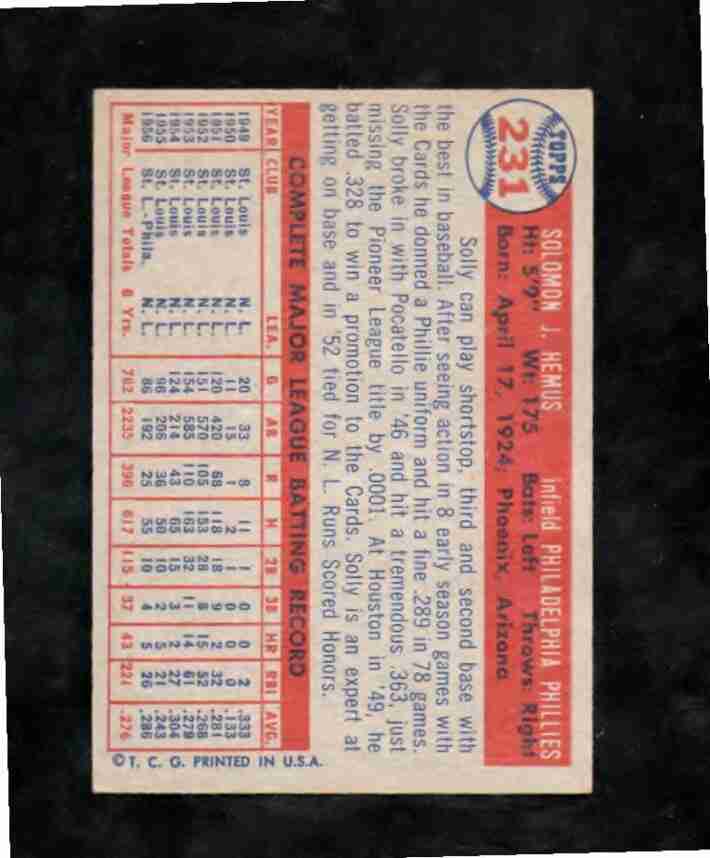 TOPPS
231
SOLOMON J. HEMUS infield PHILADELPHIA PHILLIES
Ht: 5'9" Wt: 175 Bats: Left Throws: Right
Born: April 17, 1924, Phoenix, Arizona
Solly can play shortstop, third and second base with
the best in baseball. After seeing action in 8 early season games with
the Cards he donned a Phillie uniform and hit a fine .289 in 78 games.
Solly broke in with Pocatello in '46 and hit a tremendous .363, just
missing the Pioneer League title by .0001. At Houston in '49, he
batted .328 to win a promotion to the Cards. Solly is an expert at
getting on base and in '52 tied for N. L. Runs Scored Honors.
COMPLETE MAJOR LEAGUE BATTING RECORD
YEAR CLUB LEA. G AB R H 2B 3B HR RBI AVG.
1949 St. Louis N. L. 20 33 8 11 1 0 0 2 .333
1950 St. Louis N. L. 11 15 1 2 1 0 0 0 .133
1951 St. Louis N. L. 120 420 68 118 18 9 2 32 .281
1952 St. Louis N. L. 151 570 105 153 28 8 15 52 .268
1953 St. Louis N. L. 154 585 110 163 32 11 14 61 .279
1954 St. Louis N. L. 124 214 43 65 15 3 2 27 .304
1955 St. Louis N. L. 96 206 36 50 10 2 5 21 .243
1956 St. L.-Phila. N. L. 86 192 25 55 10 4 5 26 .286
Major League Totals 8 Yrs. 762 2235 396 617 115 37 43 221 .276
© T. C. G. PRINTED IN U.S.A.